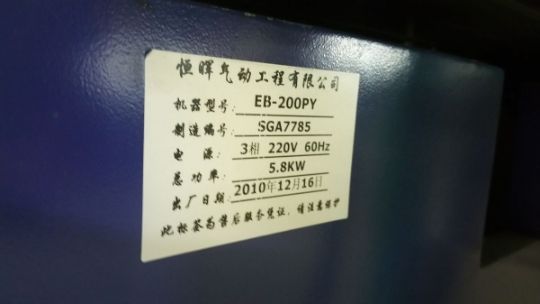 恒晖气动工程有限公司
机器型号: EB-200PY
制造编号: SGA7785
电 源: 3相 220V 60Hz
总 功 率: 5.8KW
出厂日期: 2010年12月16日
此标签为售后服务凭证，请注意保护